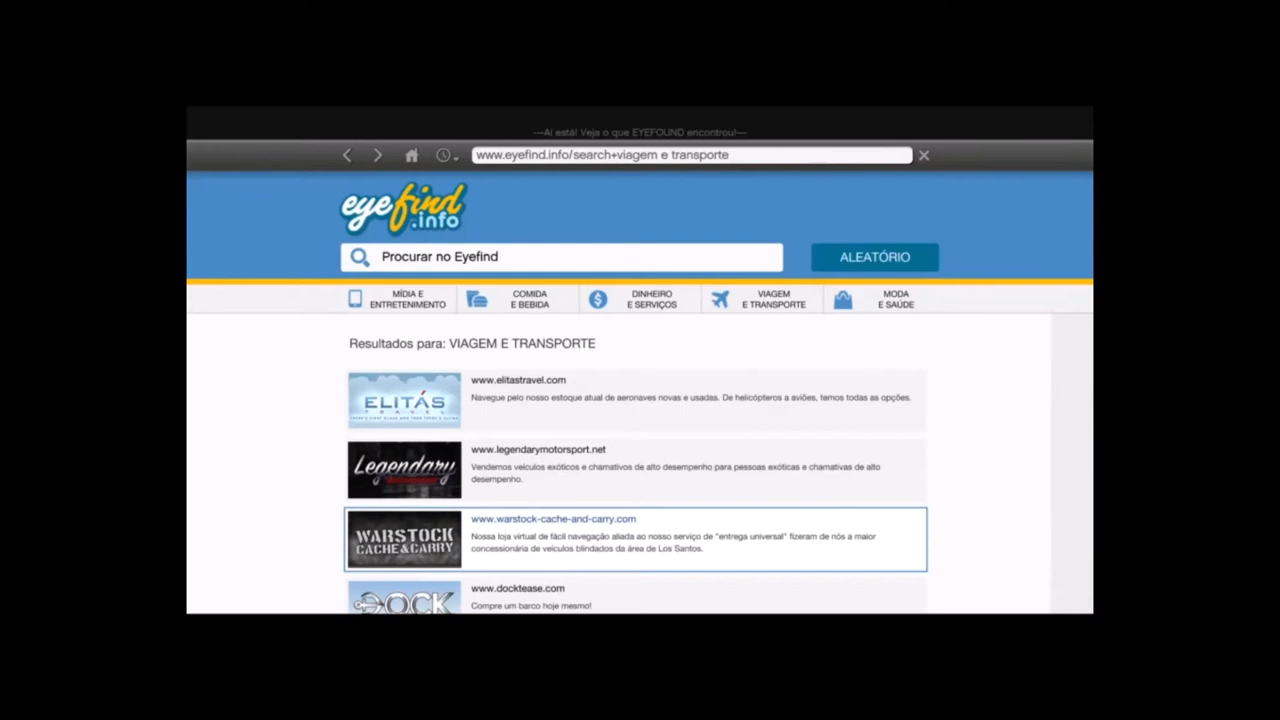 —Aí está! Veja o que EYEFOUND encontrou!—
www.eyefind.info/search+viagem e transporte
eyefind
.info
Procurar no Eyefind
ALEATÓRIO
MÍDIA E
ENTRETENIMENTO
COMIDA
E BEBIDA
DINHEIRO
E SERVIÇOS
VIAGEM
E TRANSPORTE
MODA
E SAÚDE
Resultados para: VIAGEM E TRANSPORTE
ELITÁS
TRAVEL
www.elitastravel.com
Navegue pelo nosso estoque atual de aeronaves novas e usadas. De helicópteros a aviões, temos todas as opções.
Legendary
www.legendarymotorsport.net
Vendemos veículos exóticos e chamativos de alto desempenho para pessoas exóticas e chamativas de alto
desempenho.
WARSTOCK
CACHE&CARRY
www.warstock-cache-and-carry.com
Nossa loja virtual de fácil navegação aliada ao nosso serviço de "entrega universal" fizeram de nós a maior
concessionária de veículos blindados da área de Los Santos.
DOCK
www.docktease.com
Compre um barco hoje mesmo!